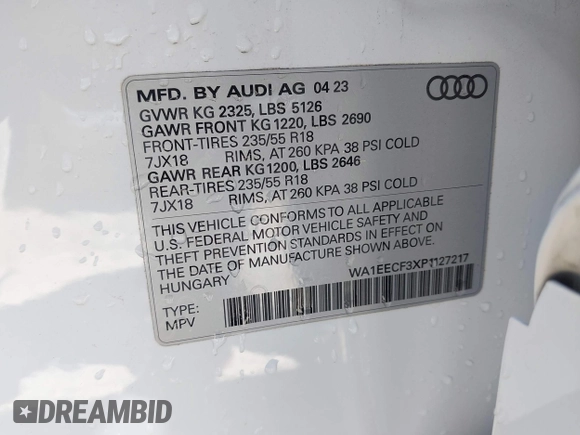 MFD. BY AUDI AG 04 23
GVWR KG 2325, LBS 5126
GAWR FRONT KG 1220, LBS 2690
FRONT-TIRES 235/55 R18
7JX18 RIMS, AT 260 KPA 38 PSI COLD
GAWR REAR KG1200, LBS 2646
REAR-TIRES 235/55 R18
7JX18 RIMS, AT 260 KPA 38 PSI COLD
THIS VEHICLE CONFORMS TO ALL APPLICABLE
U.S. FEDERAL MOTOR VEHICLE SAFETY AND
THEFT PREVENTION STANDARDS IN EFFECT ON
THE DATE OF MANUFACTURE SHOWN ABOVE.
HUNGARY
WA1EECF3XP1127217
TYPE:
MPV
DREAMBID